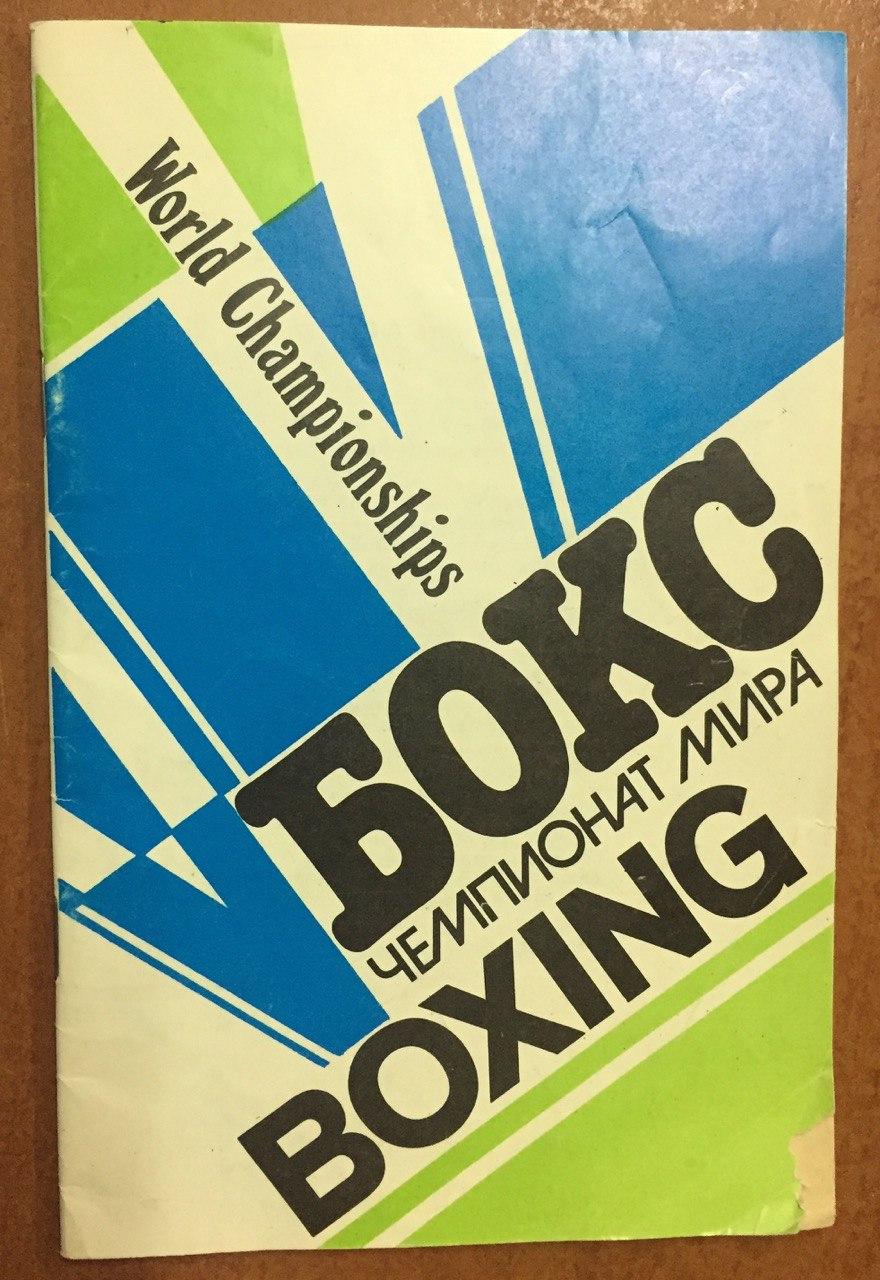 World Championships
БОКС
ЧЕМПИОНАТ МИРА
BOXING